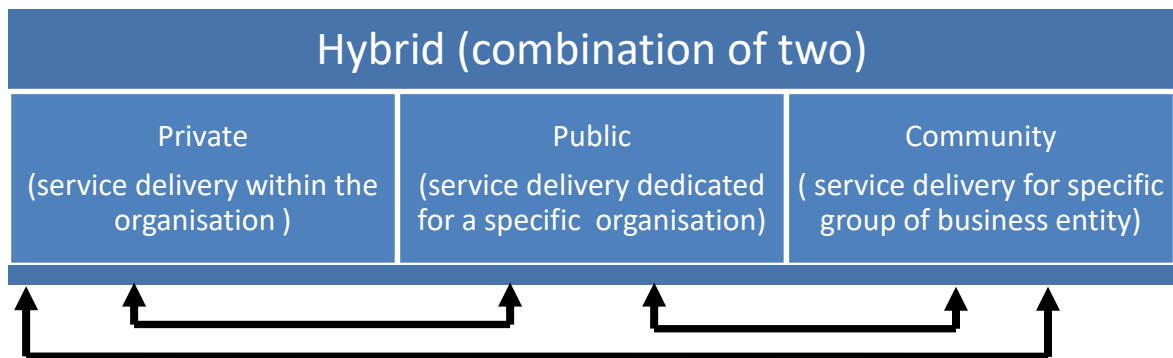 Hybrid (combination of two)
Private
(service delivery within the
organisation )
Public
(service delivery dedicated
for a specific organisation)
Community
( service delivery for specific
group of business entity)